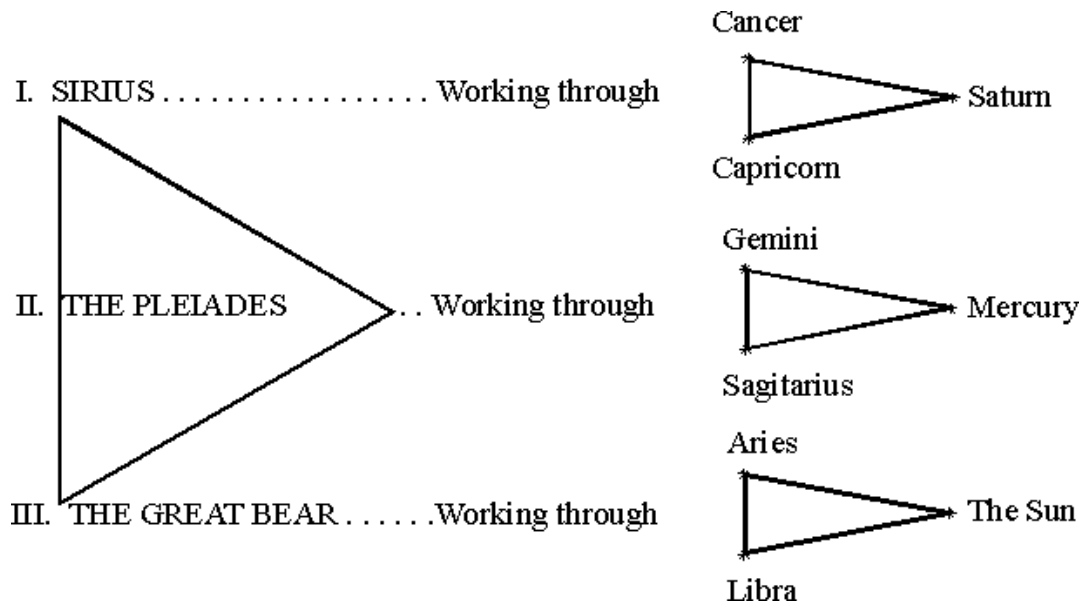 Cancer
I. SIRIUS . . . . . . . . . . . . . . . . . . Working through
Saturn
Capricorn
Gemini
II. THE PLEIADES . . Working through
Mercury
Sagitarius
Aries
III. THE GREAT BEAR . . . . . . Working through
The Sun
Libra